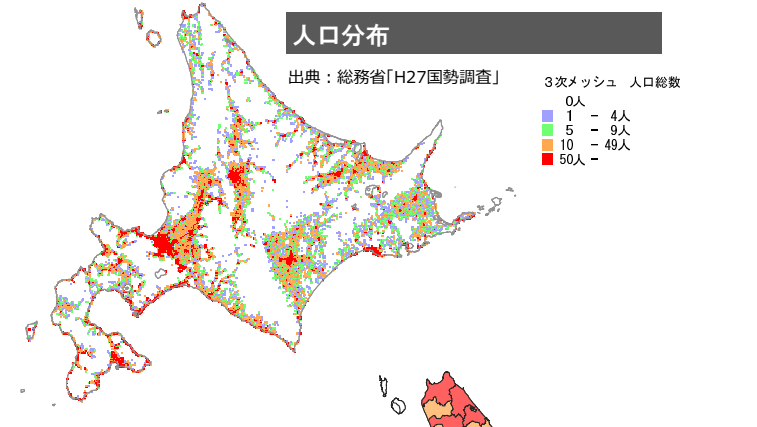 人口分布
出典：総務省｢H27国勢調査｣
３次メッシュ　人口総数
0人
1 － 4人
5 － 9人
10 － 49人
50人 －